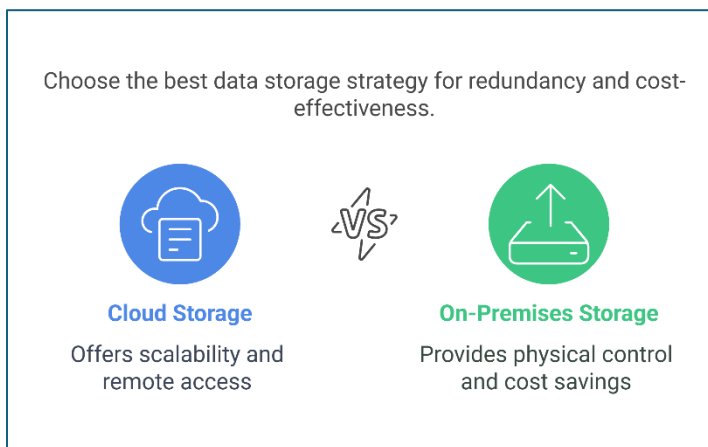 Choose the best data storage strategy for redundancy and cost-
effectiveness.
VS
Cloud Storage
On-Premises Storage
Offers scalability and
remote access
Provides physical control
and cost savings